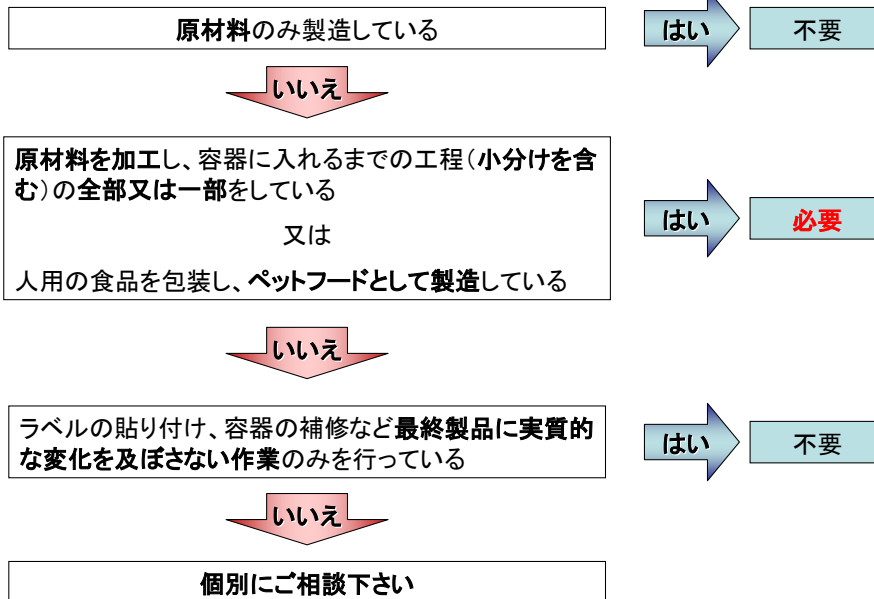 原材料のみ製造している
はい
不要
いいえ
原材料を加工し、容器に入れるまでの工程（小分けを含
む）の全部又は一部をしている
又は
人用の食品を包装し、ペットフードとして製造している
はい
必要
いいえ
ラベルの貼り付け、容器の補修など最終製品に実質的
な変化を及ぼさない作業のみを行っている
はい
不要
いいえ
個別にご相談下さい